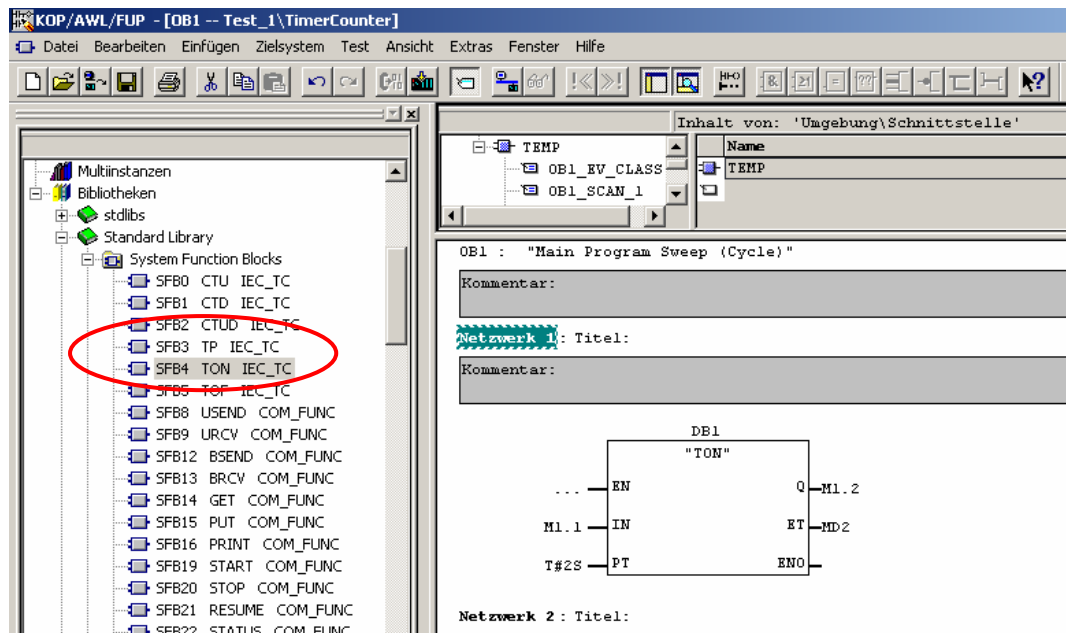 KOP/AWL/FUP - [OB1 -- Test_1\TimerCounter]
Datei Bearbeiten Einfügen Zielsystem Test Ansicht Extras Fenster Hilfe
Multiinstanzen
Bibliotheken
stdlibs
Standard Library
System Function Blocks
SFB0 CTU IEC_TC
SFB1 CTD IEC_TC
SFB2 CTUD IEC_TC
SFB3 TP IEC_TC
SFB4 TON IEC_TC
SFB5 TOF IEC_TC
SFB8 USEND COM_FUNC
SFB9 URCV COM_FUNC
SFB12 BSEND COM_FUNC
SFB13 BRCV COM_FUNC
SFB14 GET COM_FUNC
SFB15 PUT COM_FUNC
SFB16 PRINT COM_FUNC
SFB19 START COM_FUNC
SFB20 STOP COM_FUNC
SFB21 RESUME COM_FUNC
SFB22 STATUS COM_FUNC
Inhalt von: 'Umgebung\Schnittstelle'
TEMP
OB1_EV_CLASS
OB1_SCAN_1
Name
TEMP
OB1 : "Main Program Sweep (Cycle)"
Kommentar:
Netzwerk 1: Titel:
Kommentar:
DB1
"TON"
... EN Q M1.2
M1.1 IN ET MD2
T#2S PT ENO
Netzwerk 2 : Titel: